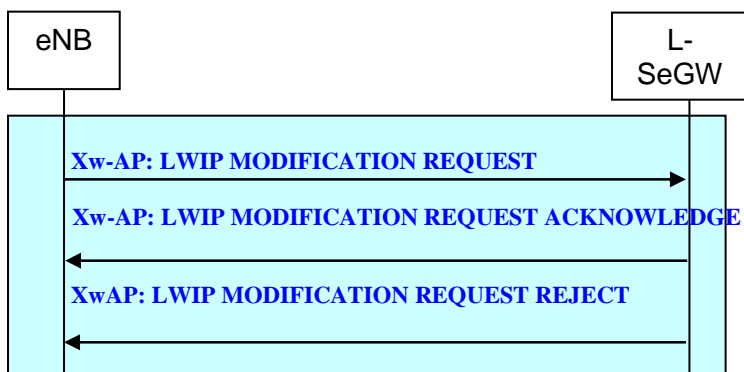 eNB
L-
SeGW
Xw-AP: LWIP MODIFICATION REQUEST
Xw-AP: LWIP MODIFICATION REQUEST ACKNOWLEDGE
XwAP: LWIP MODIFICATION REQUEST REJECT